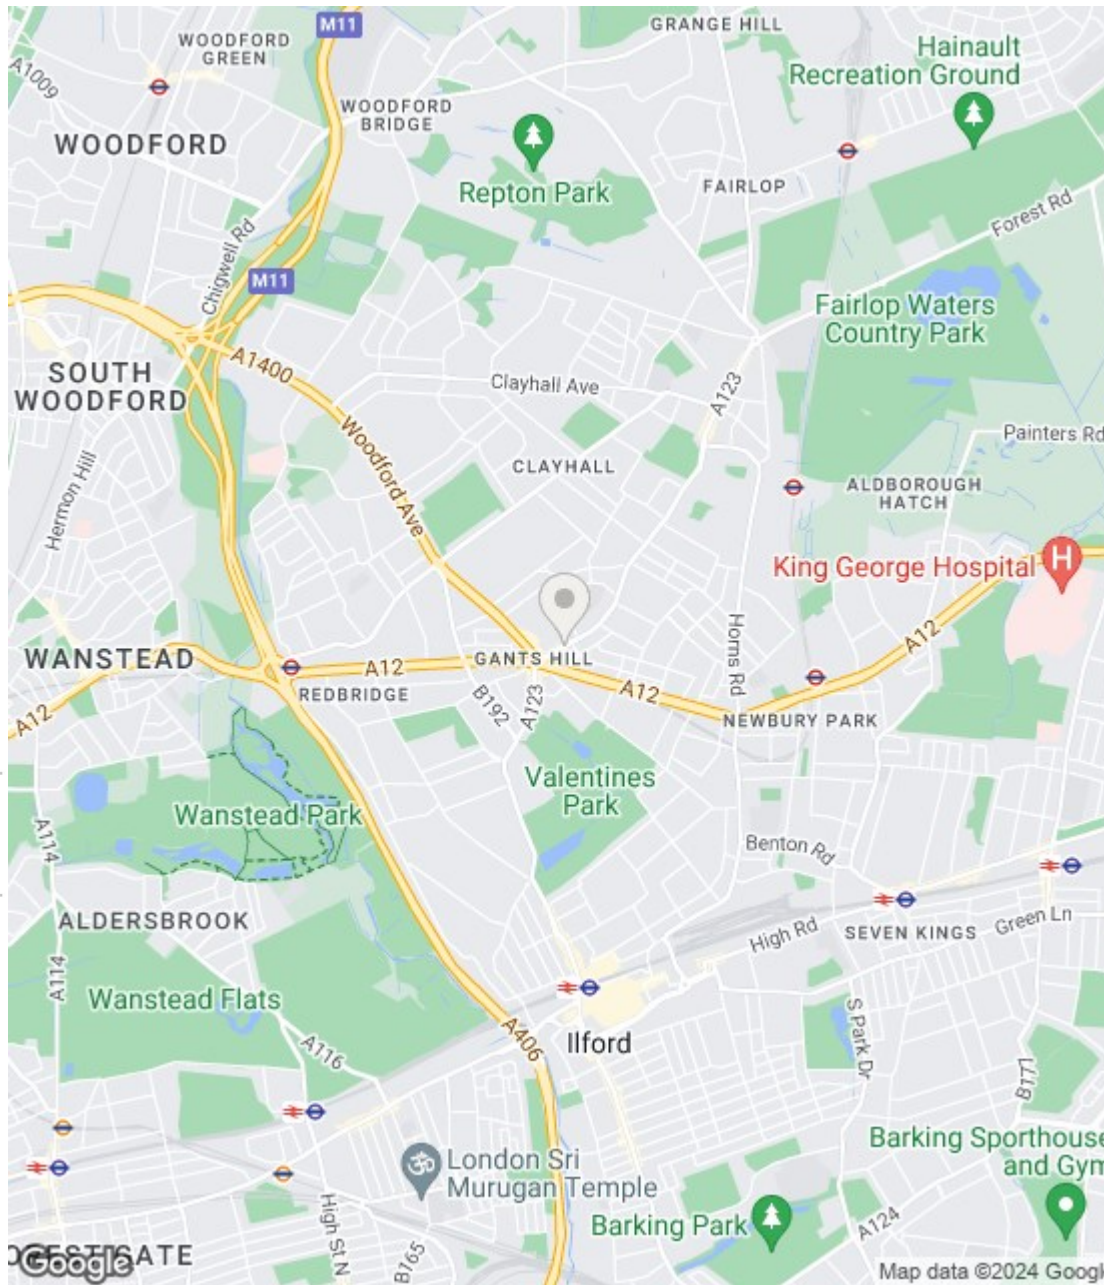 M11
WOODFORD
GREEN
GRANGE HILL
Hainault
Recreation Ground
A1009
WOODFORD
BRIDGE
WOODFORD
Repton Park
FAIRLOP
Forest Rd
Chigwell Rd
M11
Fairlop Waters
Country Park
A1400
SOUTH
WOODFORD
Clayhall Ave
A123
Woodford Ave
Painters Rd
CLAYHALL
Hermon Hill
ALDBOROUGH
HATCH
King George Hospital
H
A12
Horns Rd
WANSTEAD
A12
GANTS HILL
REDBRIDGE
A12
B192
A123
A12
NEWBURY PARK
Valentines
Park
Wanstead Park
A114
Benton Rd
ALDERSBROOK
High Rd
SEVEN KINGS
Green Ln
A114
Wanstead Flats
A406
Ilford
S Park Dr
A116
B171
London Sri
Murugan Temple
Barking Sporthouse
and Gym
Barking Park
A124
High St N
B165
GATE
Google
Map data ©2024 Google